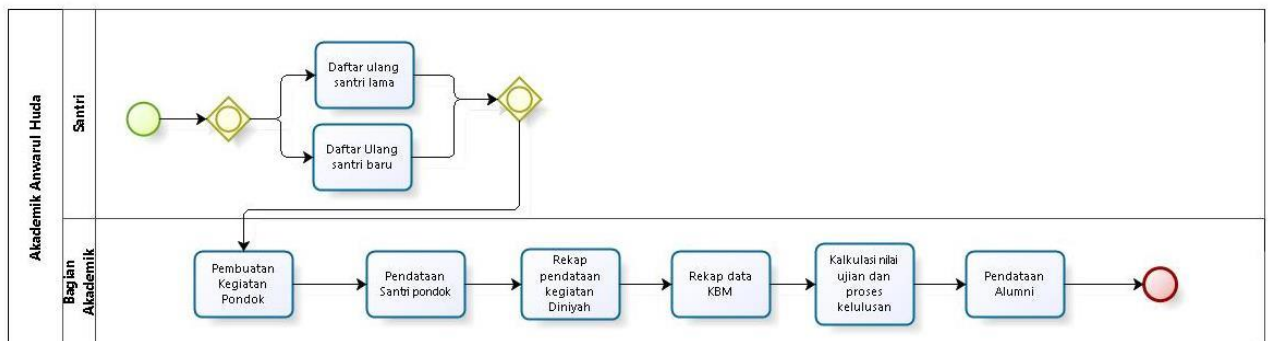 Akademik Anwarul Huda
Santri
Daftar ulang
santri lama
Daftar Ulang
santri baru
Bagian
Akademik
Pembuatan
Kegiatan
Pondok
Pendataan
Santri pondok
Rekap
pendataan
kegiatan
Diniyah
Rekap data
KBM
Kalkulasi nilai
ujian dan
proses
kelulusan
Pendataan
Alumni